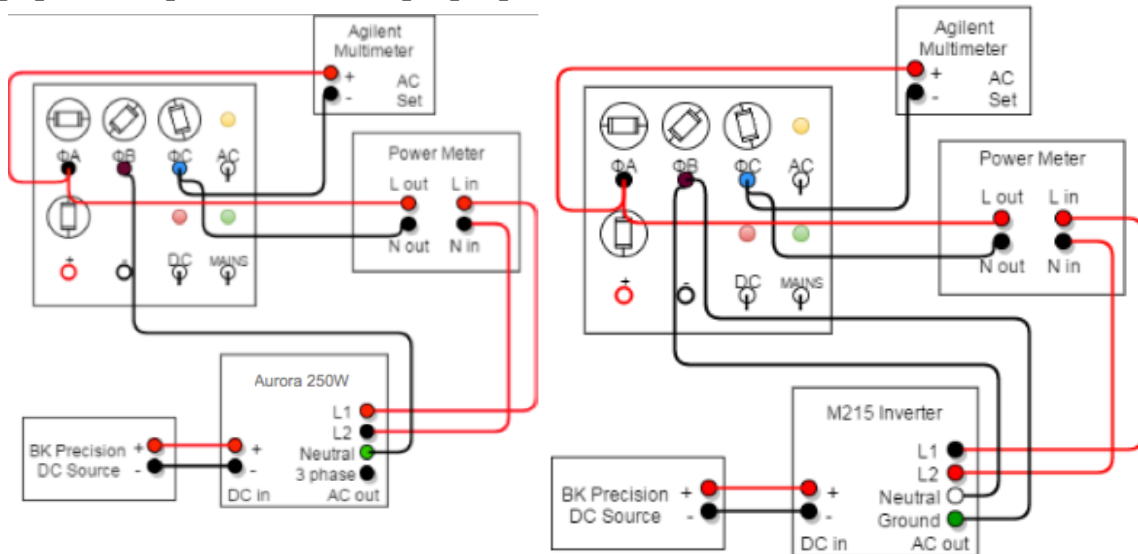 Agilent
Multimeter
+
AC
-
Set
ΦA
ΦB
ΦC
AC
Power Meter
L out
L in
N out
N in
+
-
DC
MAINS
Aurora 250W
L1
L2
Neutral
3 phase
AC out
+
-
DC in
BK Precision
DC Source
+
-
Agilent
Multimeter
+
AC
-
Set
ΦA
ΦB
ΦC
AC
Power Meter
L out
L in
N out
N in
+
-
DC
MAINS
M215 Inverter
L1
L2
Neutral
Ground
AC out
+
-
DC in
BK Precision
DC Source
+
-